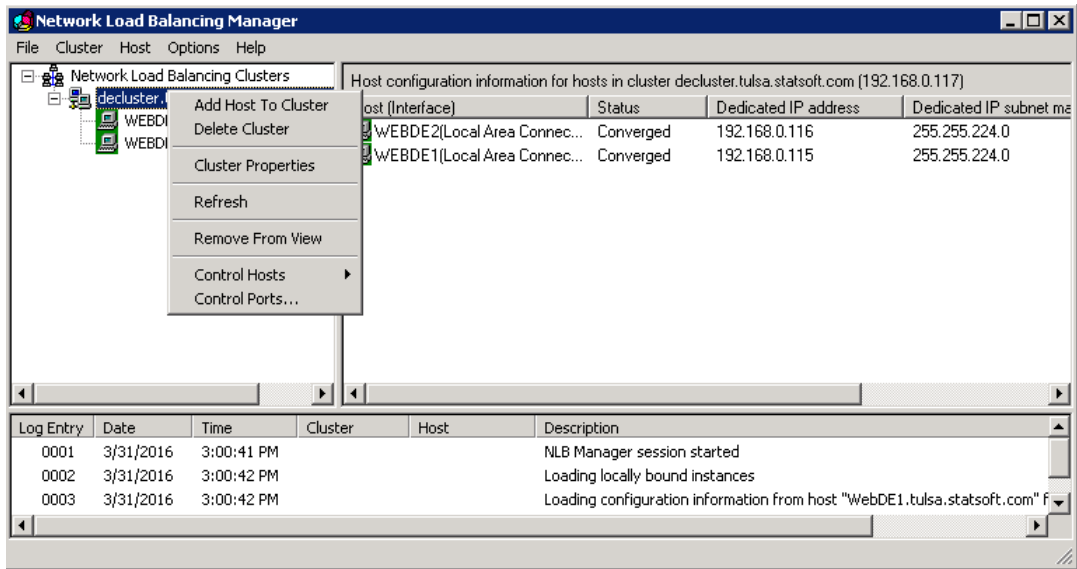 Network Load Balancing Manager
File Cluster Host Options Help
Network Load Balancing Clusters
decluster.
WEBD
WEBD
Add Host To Cluster
Delete Cluster
Cluster Properties
Refresh
Remove From View
Control Hosts
Control Ports...
Host configuration information for hosts in cluster decluster.tulsa.statsoft.com (192.168.0.117)
ost (Interface) Status Dedicated IP address Dedicated IP subnet ma
WEBDE2(Local Area Connec... Converged 192.168.0.116 255.255.224.0
WEBDE1(Local Area Connec... Converged 192.168.0.115 255.255.224.0
Log Entry Date Time Cluster Host Description
0001 3/31/2016 3:00:41 PM NLB Manager session started
0002 3/31/2016 3:00:42 PM Loading locally bound instances
0003 3/31/2016 3:00:42 PM Loading configuration information from host "WebDE1.tulsa.statsoft.com" f